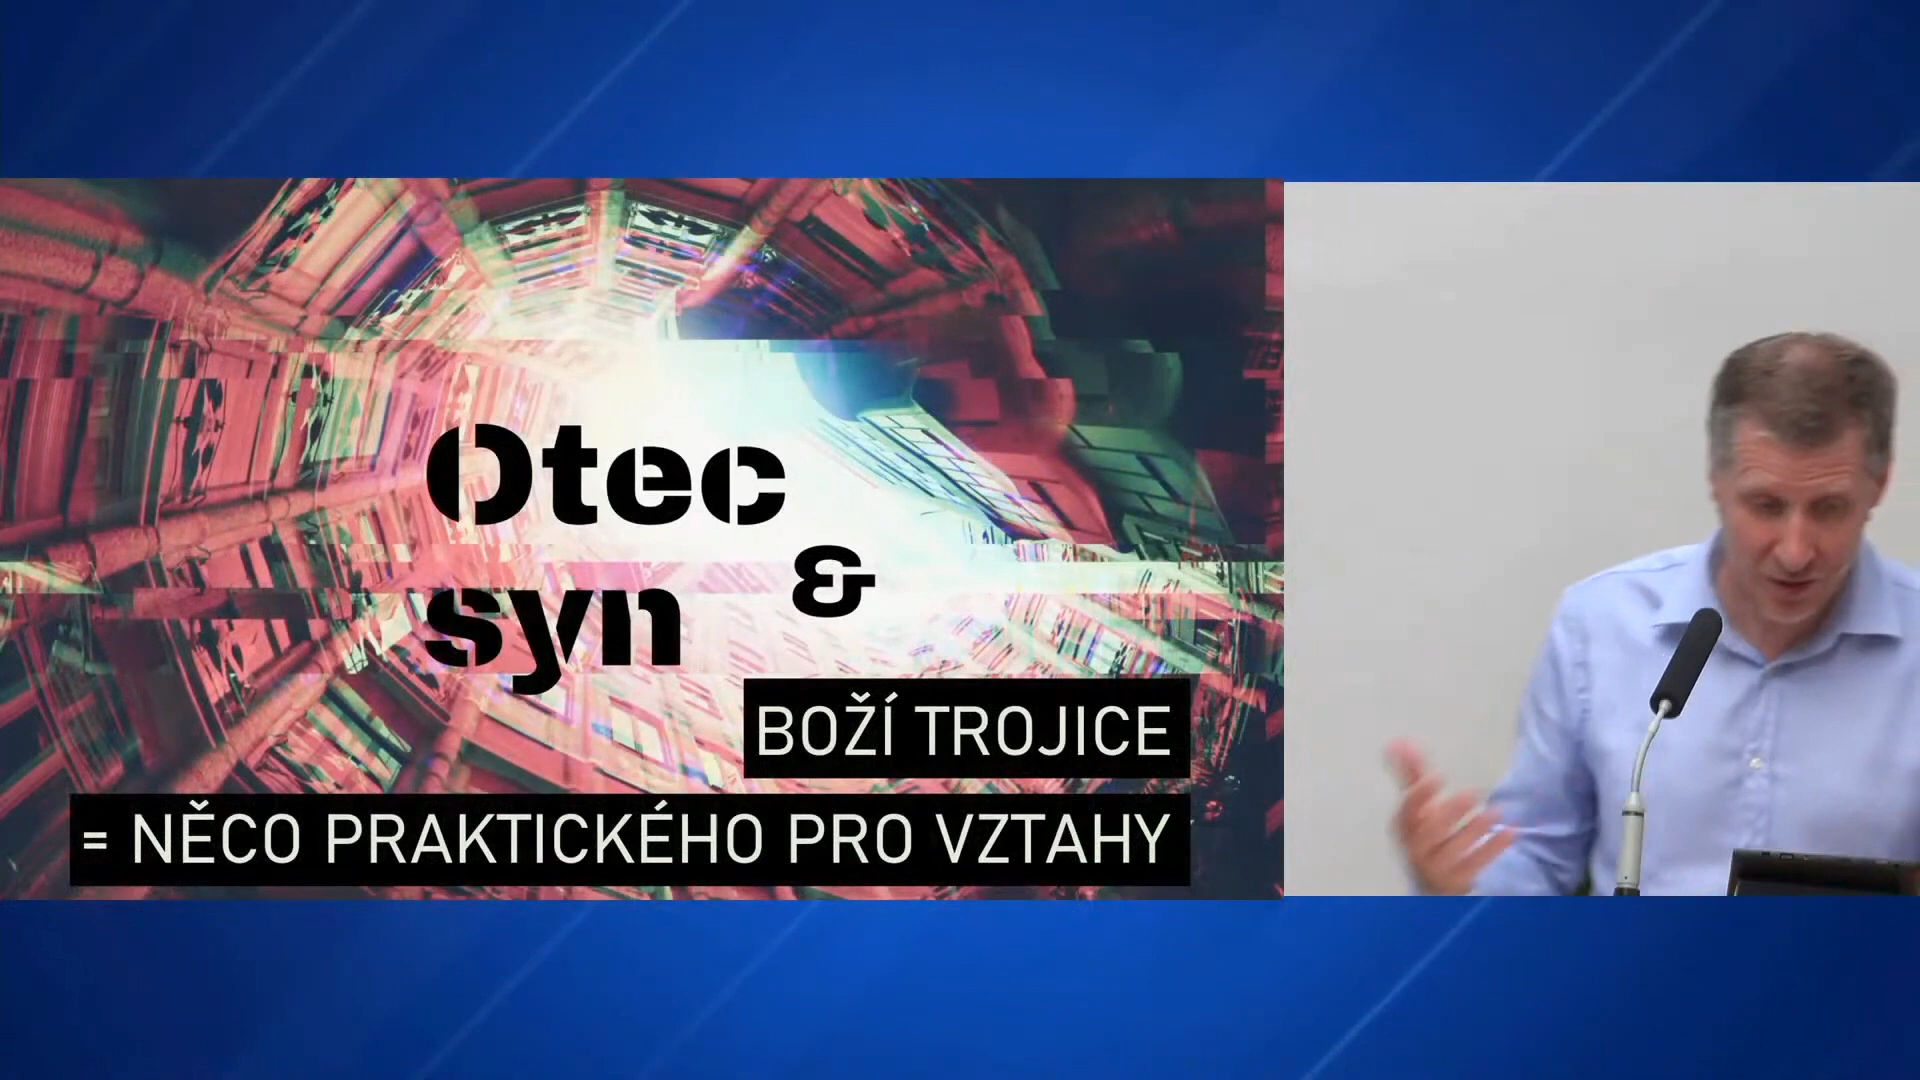 Otec
&
syn
BOŽÍ TROJICE
= NĚCO PRAKTICKÉHO PRO VZTAHY